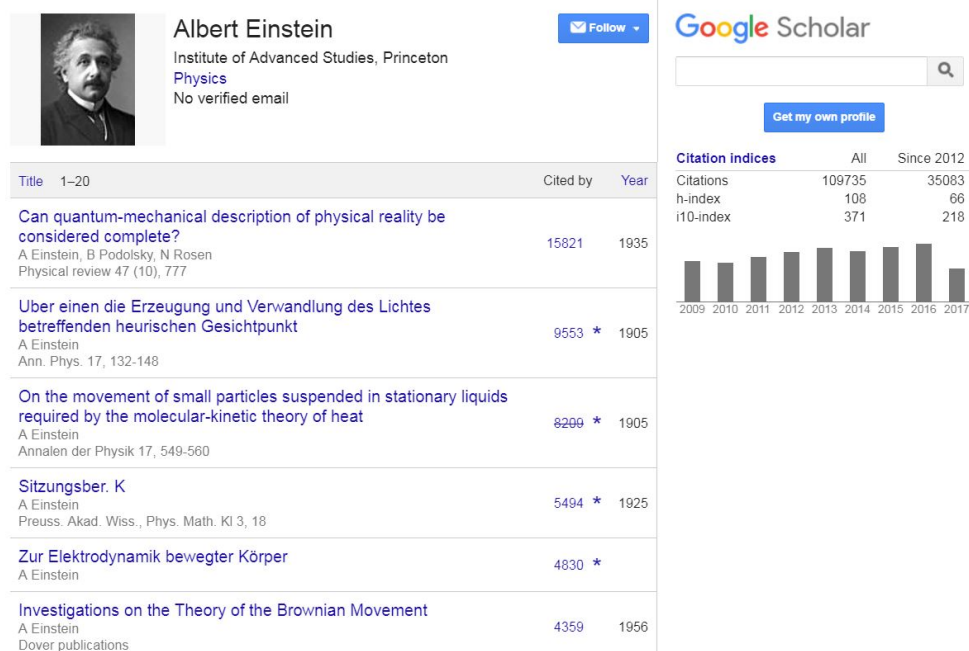 Albert Einstein
Institute of Advanced Studies, Princeton
Physics
No verified email
Follow
Title 1–20 Cited by Year
Can quantum-mechanical description of physical reality be
considered complete?
A Einstein, B Podolsky, N Rosen
Physical review 47 (10), 777
15821 1935
Uber einen die Erzeugung und Verwandlung des Lichtes
betreffenden heurischen Gesichtpunkt
A Einstein
Ann. Phys. 17, 132-148
9553 * 1905
On the movement of small particles suspended in stationary liquids
required by the molecular-kinetic theory of heat
A Einstein
Annalen der Physik 17, 549-560
8209 * 1905
Sitzungsber. K
A Einstein
Preuss. Akad. Wiss., Phys. Math. Kl 3, 18
5494 * 1925
Zur Elektrodynamik bewegter Körper
A Einstein
4830 *
Investigations on the Theory of the Brownian Movement
A Einstein
Dover publications
4359 1956
Google Scholar
Get my own profile
Citation indices All Since 2012
Citations 109735 35083
h-index 108 66
i10-index 371 218
2009 2010 2011 2012 2013 2014 2015 2016 2017